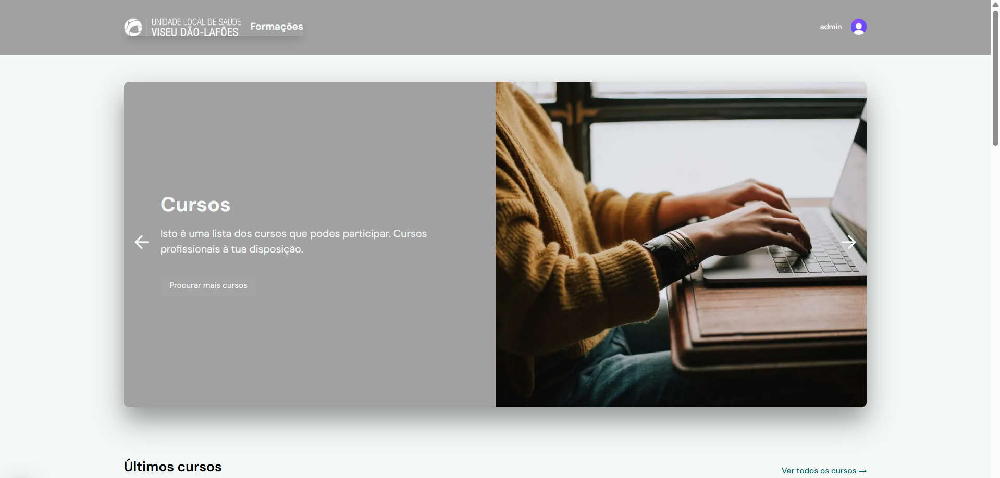 UNIDADE LOCAL DE SAÚDE
VISEU DÃO-LAFÕES
Formações
admin
Cursos
Isto é uma lista dos cursos que podes participar. Cursos
profissionais à tua disposição.
Procurar mais cursos
Últimos cursos
Ver todos os cursos →